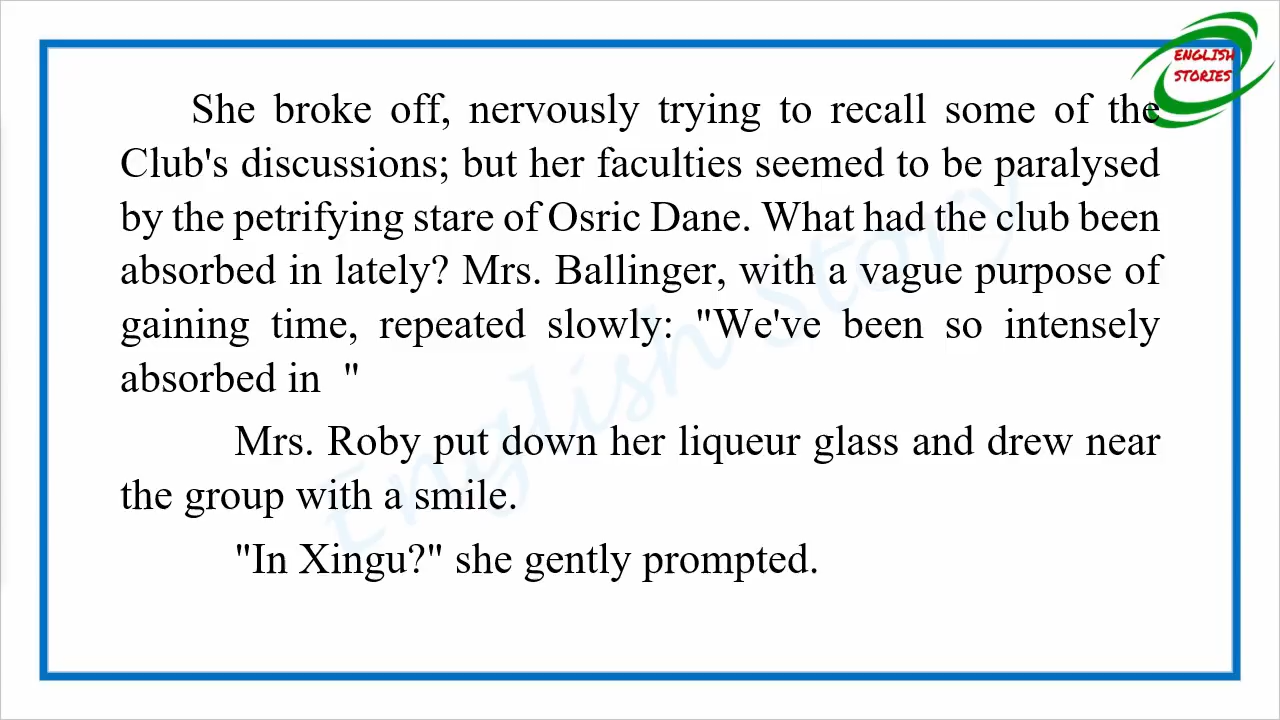 ENGLISH
STORIES
She broke off, nervously trying to recall some of the
Club's discussions; but her faculties seemed to be paralysed
by the petrifying stare of Osric Dane. What had the club been
absorbed in lately? Mrs. Ballinger, with a vague purpose of
gaining time, repeated slowly: "We've been so intensely
absorbed in  "
Mrs. Roby put down her liqueur glass and drew near
the group with a smile.
"In Xingu?" she gently prompted.
English Story